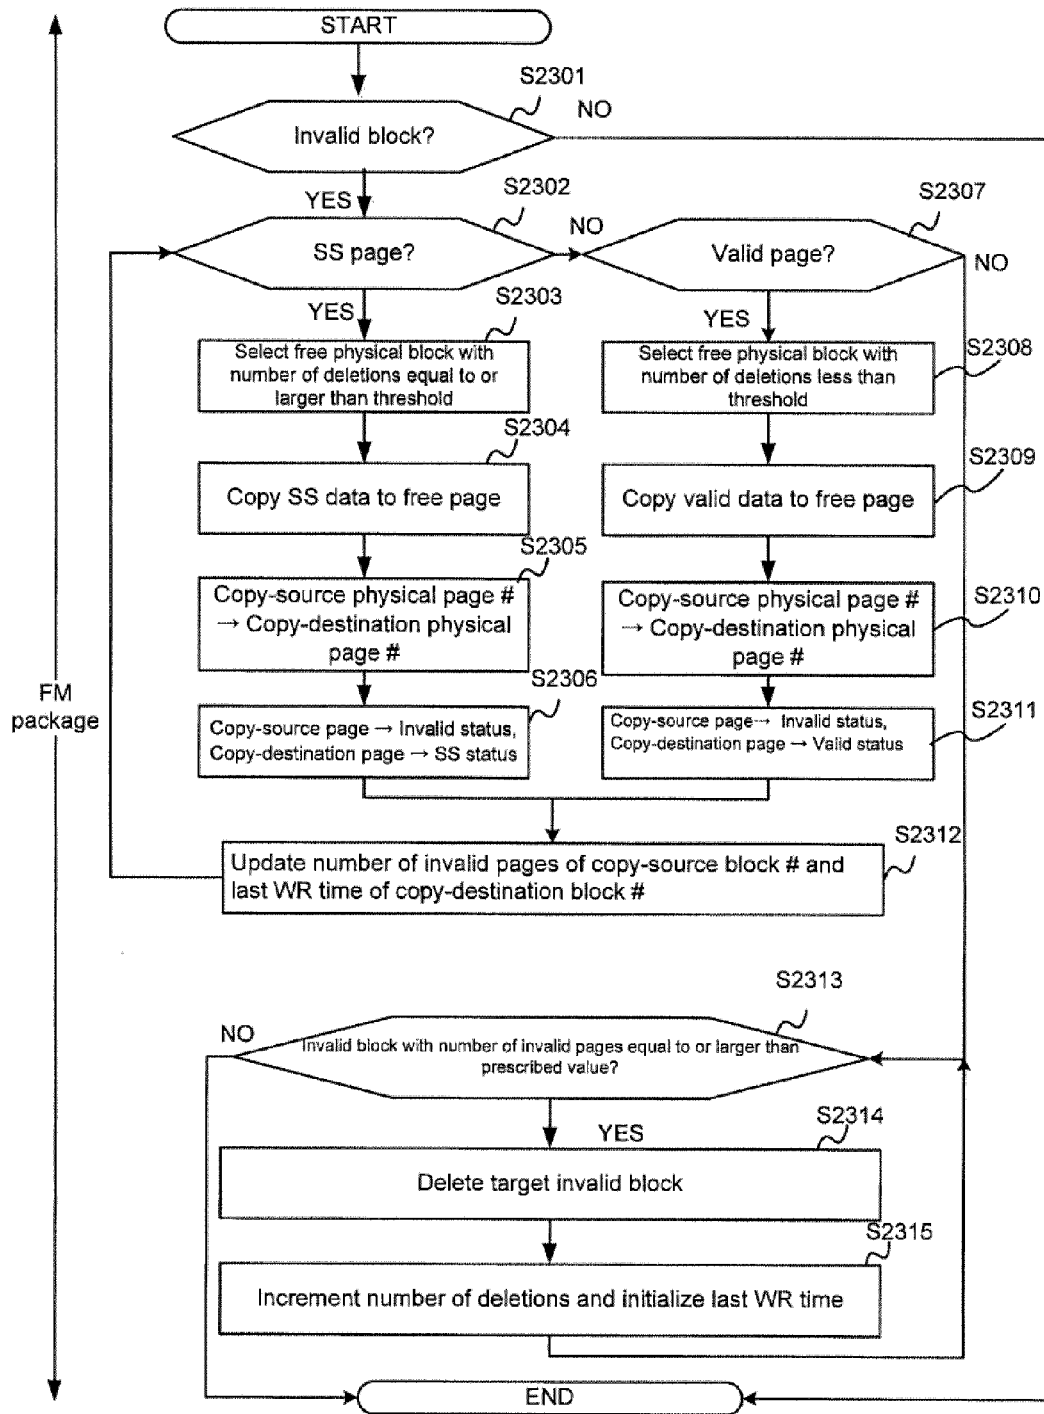 START
S2301
NO
Invalid block?
YES
S2302
NO
S2307
SS page?
Valid page?
NO
YES
S2303
YES
S2308
Select free physical block with
number of deletions equal to or
larger than threshold
Select free physical block with
number of deletions less than
threshold
S2304
S2309
Copy SS data to free page
Copy valid data to free page
S2305
S2310
Copy-source physical page #
→ Copy-destination physical
page #
Copy-source physical page #
→ Copy-destination physical
page #
S2306
S2311
FM
package
Copy-source page → Invalid status,
Copy-destination page → SS status
Copy-source page→ Invalid status,
Copy-destination page → Valid status
S2312
Update number of invalid pages of copy-source block # and
last WR time of copy-destination block #
S2313
NO
Invalid block with number of invalid pages equal to or larger than
prescribed value?
YES
S2314
Delete target invalid block
S2315
Increment number of deletions and initialize last WR time
END